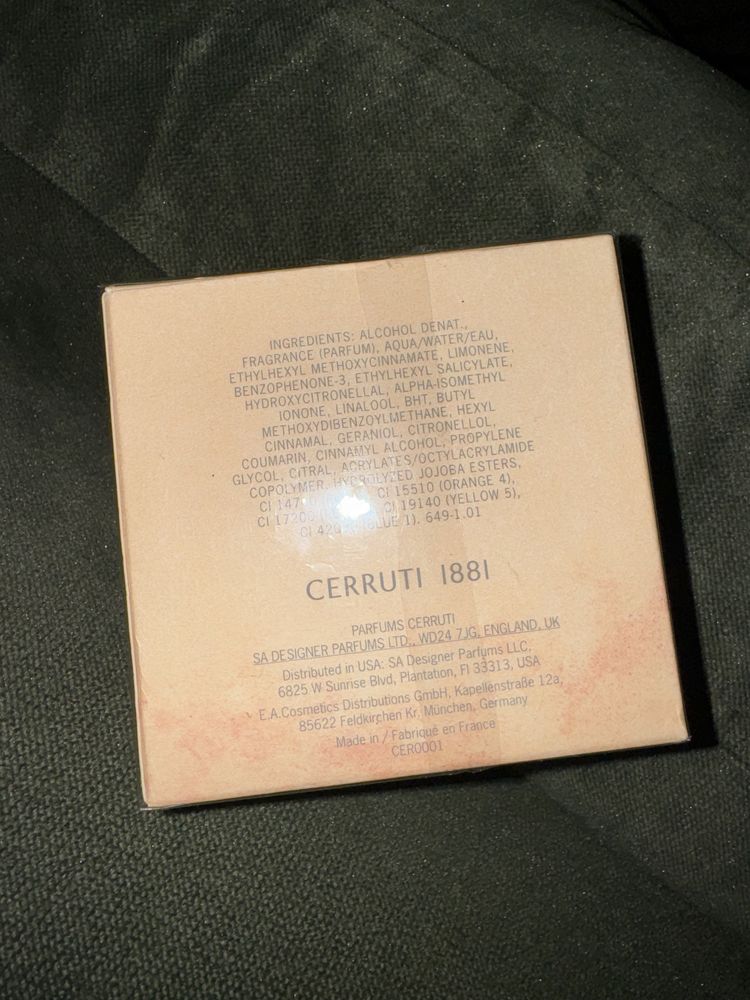 INGREDIENTS: ALCOHOL DENAT.,
FRAGRANCE (PARFUM), AQUA/WATER/EAU,
ETHYLHEXYL METHOXYCINNAMATE, LIMONENE,
BENZOPHENONE-3, ETHYLHEXYL SALICYLATE,
HYDROXYCITRONELLAL, ALPHA-ISOMETHYL
IONONE, LINALOOL, BHT, BUTYL
METHOXYDIBENZOYLMETHANE, HEXYL
CINNAMAL, GERANIOL, CITRONELLOL,
COUMARIN, CINNAMYL ALCOHOL, PROPYLENE
GLYCOL, CITRAL, ACRYLATES/OCTYLACRYLAMIDE
COPOLYMER, HYDROLYZED JOJOBA ESTERS,
CI CI 15510 (ORANGE 4),
CI CI 19140 (YELLOW 5),
CI 1). 649-1.01
CERRUTI 1881
PARFUMS CERRUTI
SA DESIGNER PARFUMS LTD., WD24 7JG, ENGLAND, UK
Distributed in USA: SA Designer Parfums LLC,
6825 W Sunrise Blvd, Plantation, Fl 33313, USA
E.A.Cosmetics Distributions GmbH, Kapellenstraße 12a,
85622 Feldkirchen Kr. München, Germany
Made in / Fabriqué en France
CER0001